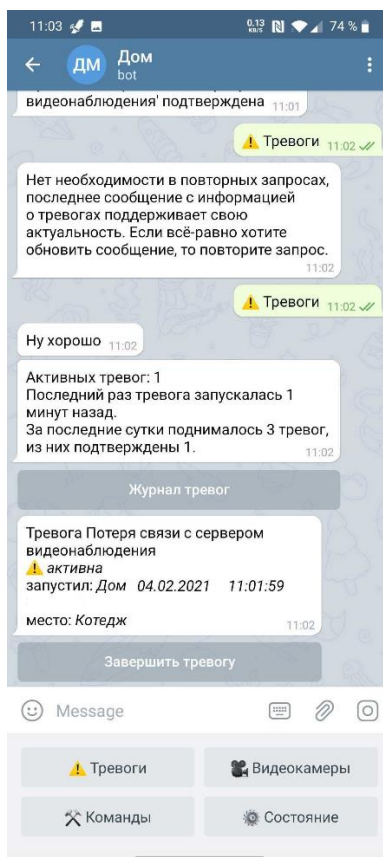 11:03 0.13 KB/S 74 %
ДМ Дом
bot
видеонаблюдения' подтверждена 11:01
⚠️ Тревоги 11:02
Нет необходимости в повторных запросах,
последнее сообщение с информацией
о тревогах поддерживает свою
актуальность. Если всё-равно хотите
обновить сообщение, то повторите запрос.
11:02
⚠️ Тревоги 11:02
Ну хорошо 11:02
Активных тревог: 1
Последний раз тревога запускалась 1
минут назад.
За последние сутки поднималось 3 тревог,
из них подтверждены 1. 11:02
Журнал тревог
Тревога Потеря связи с сервером
видеонаблюдения
⚠️ активна
запустил: Дом 04.02.2021 11:01:59
место: Котедж 11:02
Завершить тревогу
Message
⚠️ Тревоги
Видеокамеры
Команды
Состояние